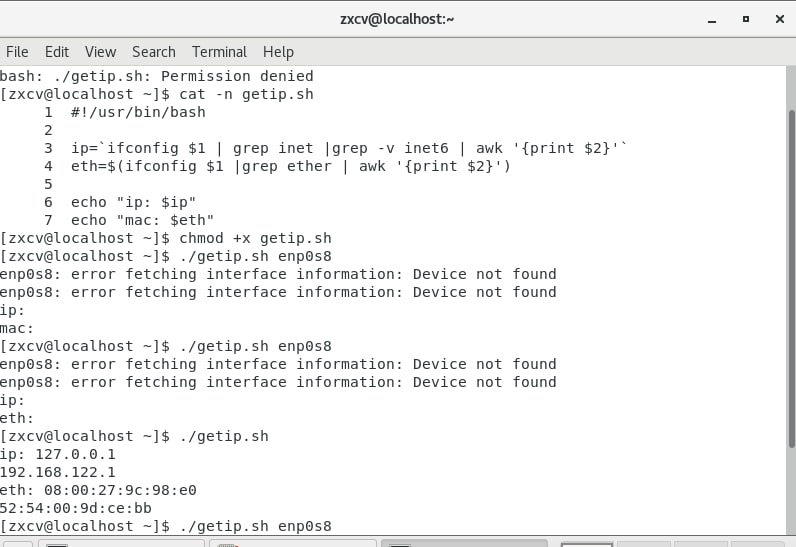 zxcv@localhost:~
File Edit View Search Terminal Help
bash: ./getip.sh: Permission denied
[zxcv@localhost ~]$ cat -n getip.sh
1 #!/usr/bin/bash
2
3 ip=`ifconfig $1 | grep inet |grep -v inet6 | awk '{print $2}'`
4 eth=$(ifconfig $1 |grep ether | awk '{print $2}')
5
6 echo "ip: $ip"
7 echo "mac: $eth"
[zxcv@localhost ~]$ chmod +x getip.sh
[zxcv@localhost ~]$ ./getip.sh enp0s8
enp0s8: error fetching interface information: Device not found
enp0s8: error fetching interface information: Device not found
ip:
mac:
[zxcv@localhost ~]$ ./getip.sh enp0s8
enp0s8: error fetching interface information: Device not found
enp0s8: error fetching interface information: Device not found
ip:
eth:
[zxcv@localhost ~]$ ./getip.sh
ip: 127.0.0.1
192.168.122.1
eth: 08:00:27:9c:98:e0
52:54:00:9d:ce:bb
[zxcv@localhost ~]$ ./getip.sh enp0s8